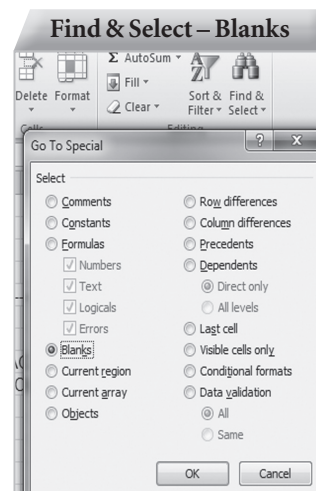 Find & Select – Blanks
Σ AutoSum
Fill
Clear
Delete Format
Sort & Filter
Find & Select
Cells
Editing
Go To Special
Select
Comments
Constants
Formulas
Numbers
Text
Logicals
Errors
Blanks
Current region
Current array
Objects
Row differences
Column differences
Precedents
Dependents
Direct only
All levels
Last cell
Visible cells only
Conditional formats
Data validation
All
Same
OK
Cancel